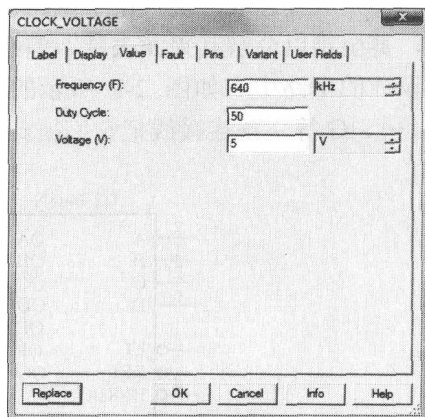 CLOCK_VOLTAGE
Label Display Value Fault Pins Variant User Fields
Frequency (F): 640 kHz
Duty Cycle: 50
Voltage (V): 5 V
Replace OK Cancel Info Help